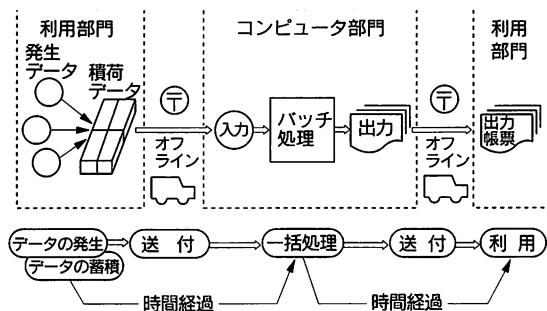 利用部門
コンピュータ部門
利用
部門
発生
データ
積荷
データ
〒
オフ
ライン
入力
バッチ
処理
出力
〒
オフ
ライン
出力
帳票
データの発生
データの蓄積
送付
一括処理
送付
利用
時間経過
時間経過